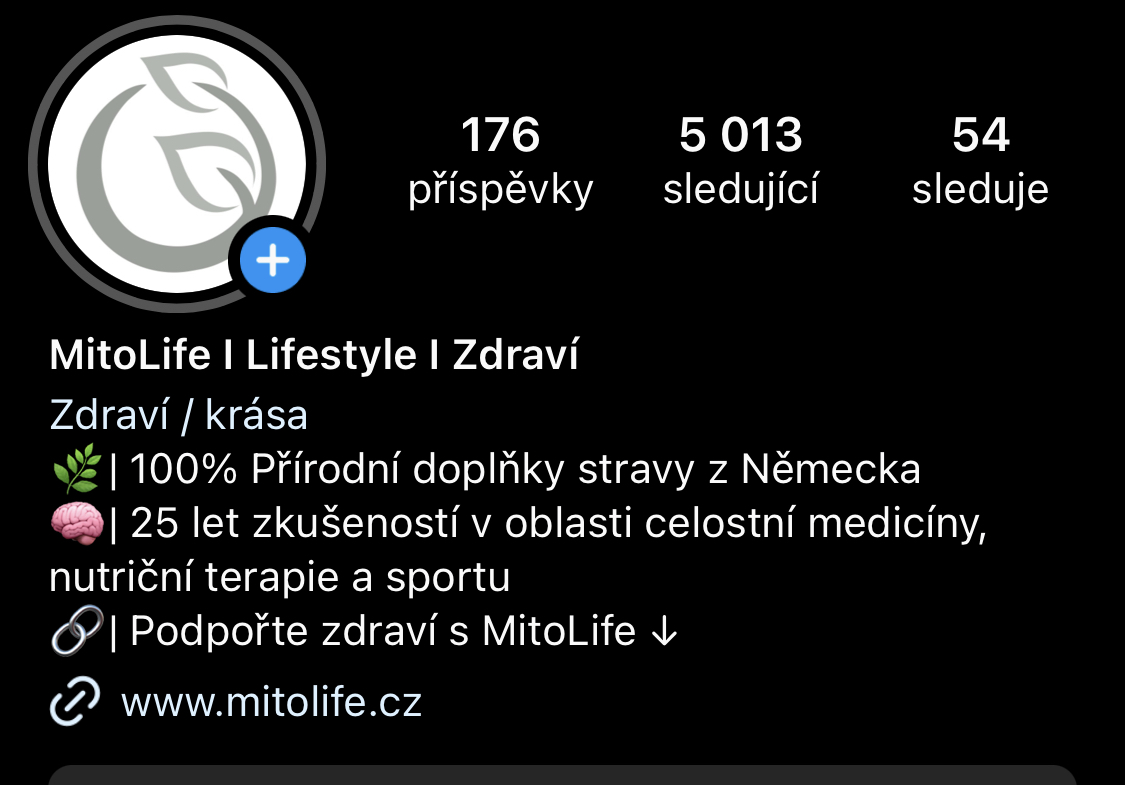 176 5 013 54
příspěvky sledující sleduje
MitoLife I Lifestyle I Zdraví
Zdraví / krása
🌿| 100% Přírodní doplňky stravy z Německa
🧠| 25 let zkušeností v oblasti celostní medicíny,
nutriční terapie a sportu
🔗| Podpořte zdraví s MitoLife ↓
www.mitolife.cz